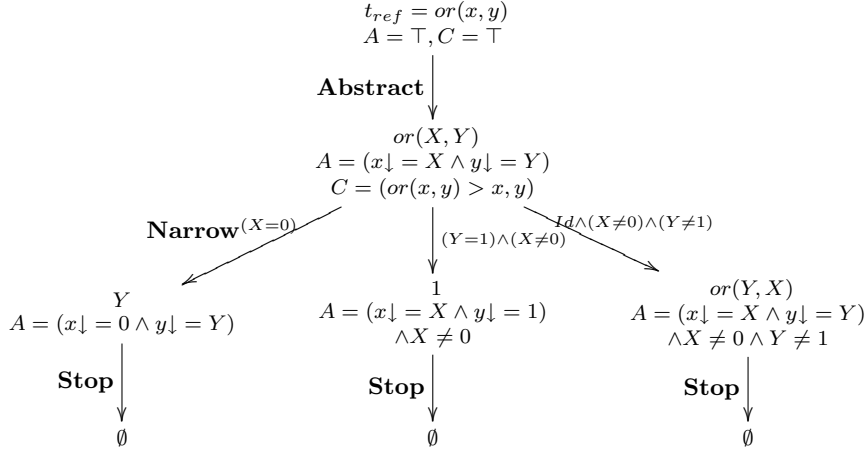 t_{ref} = or(x, y)
A = ⊤, C = ⊤
Abstract
or(X, Y)
A = (x↓ = X ∧ y↓ = Y)
C = (or(x, y) > x, y)
Narrow (X=0)
(Y=1)∧(X≠0)
Id∧(X≠0)∧(Y≠1)
Y
A = (x↓ = 0 ∧ y↓ = Y)
1
A = (x↓ = X ∧ y↓ = 1)
∧X ≠ 0
or(Y, X)
A = (x↓ = X ∧ y↓ = Y)
∧X ≠ 0 ∧ Y ≠ 1
Stop
Stop
Stop
∅
∅
∅